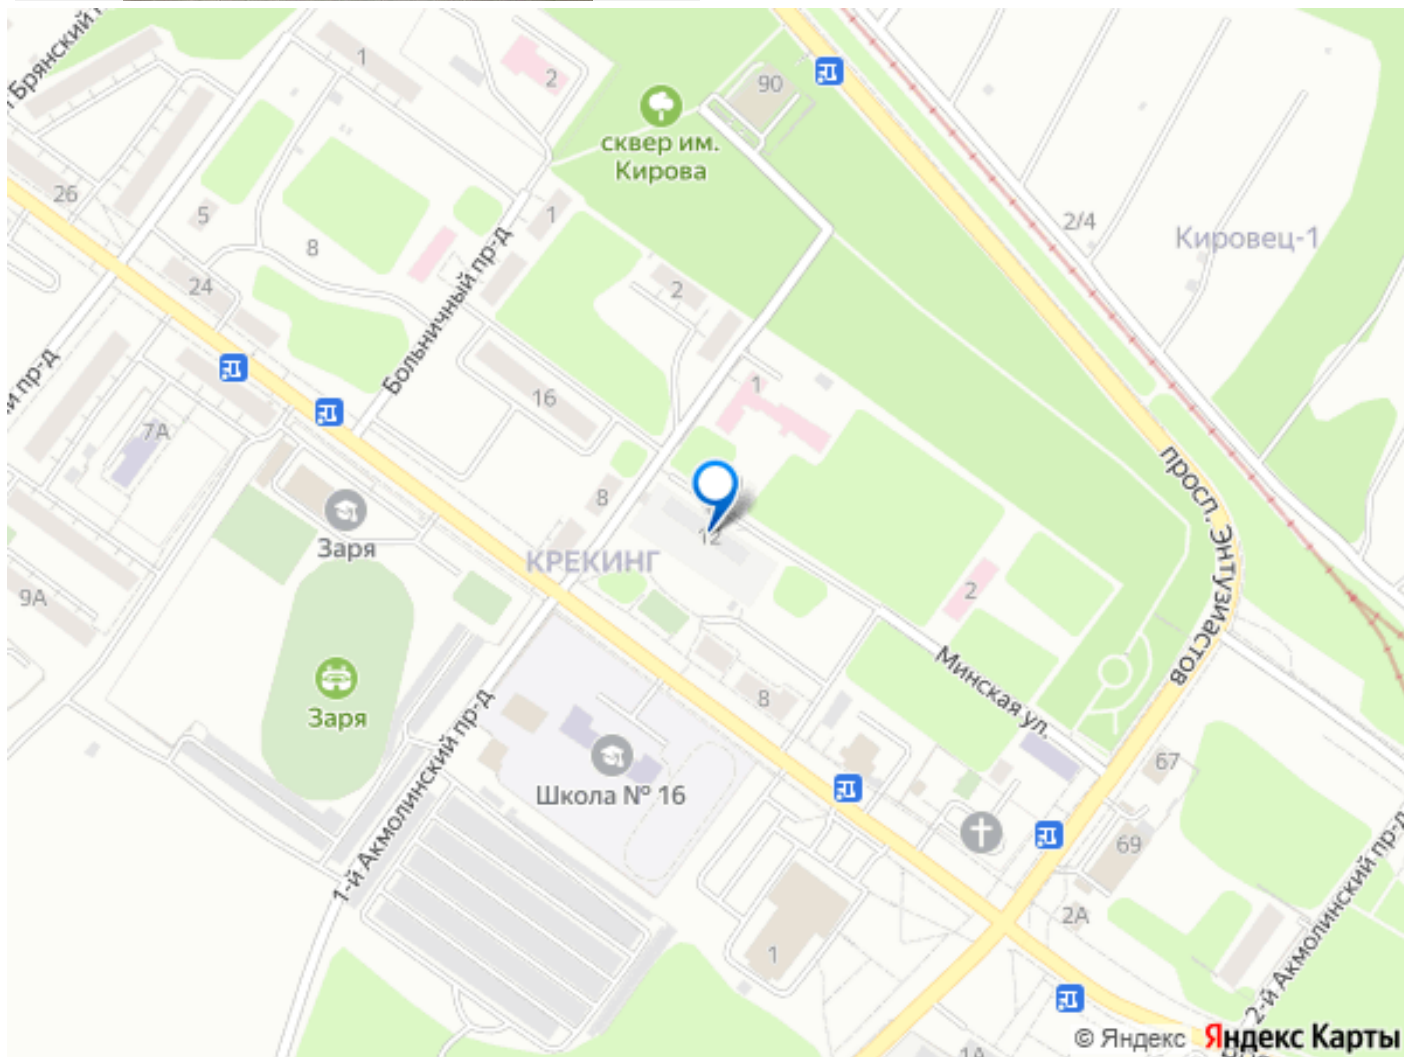 Брянский п
1
2
90
сквер им.
Кирова
26
5
1
8
2/4
Кировец-1
24
2
Больничный пр-д
й пр-д
16
1
7А
просп. Энтузиастов
8
12
Заря
КРЕКИНГ
9А
2
Минская ул.
Заря
8
1-й Акмолинский пр-д
Школа № 16
67
69
2А
2-й Акмолинский пр-д
1
1А
© Яндекс Яндекс Карты